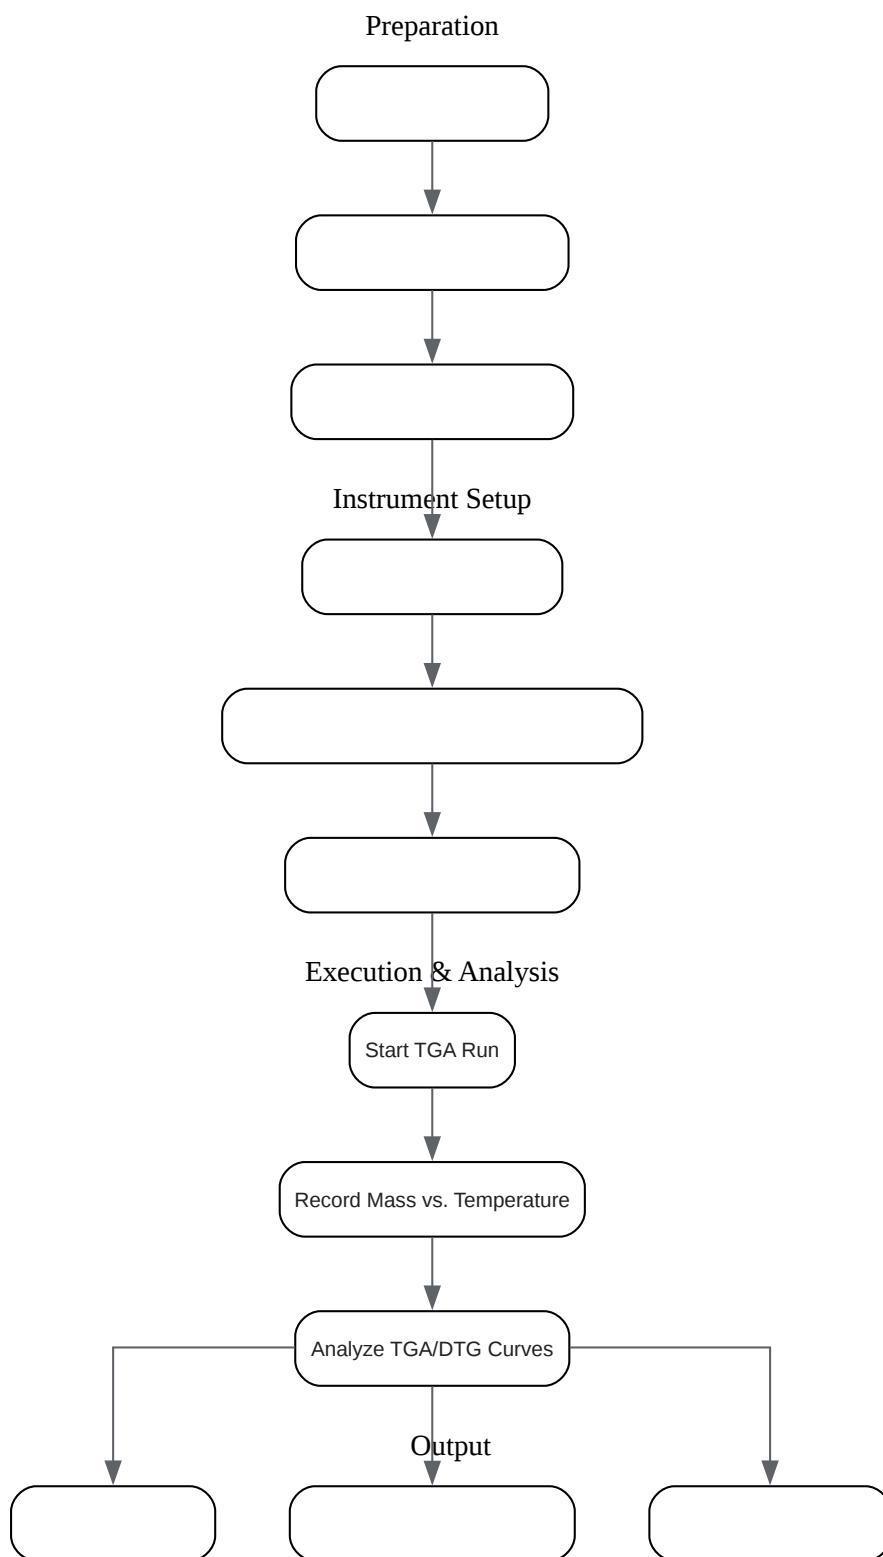 Preparation
Instrument Setup
Execution & Analysis
Start TGA Run
Record Mass vs. Temperature
Analyze TGA/DTG Curves
Output